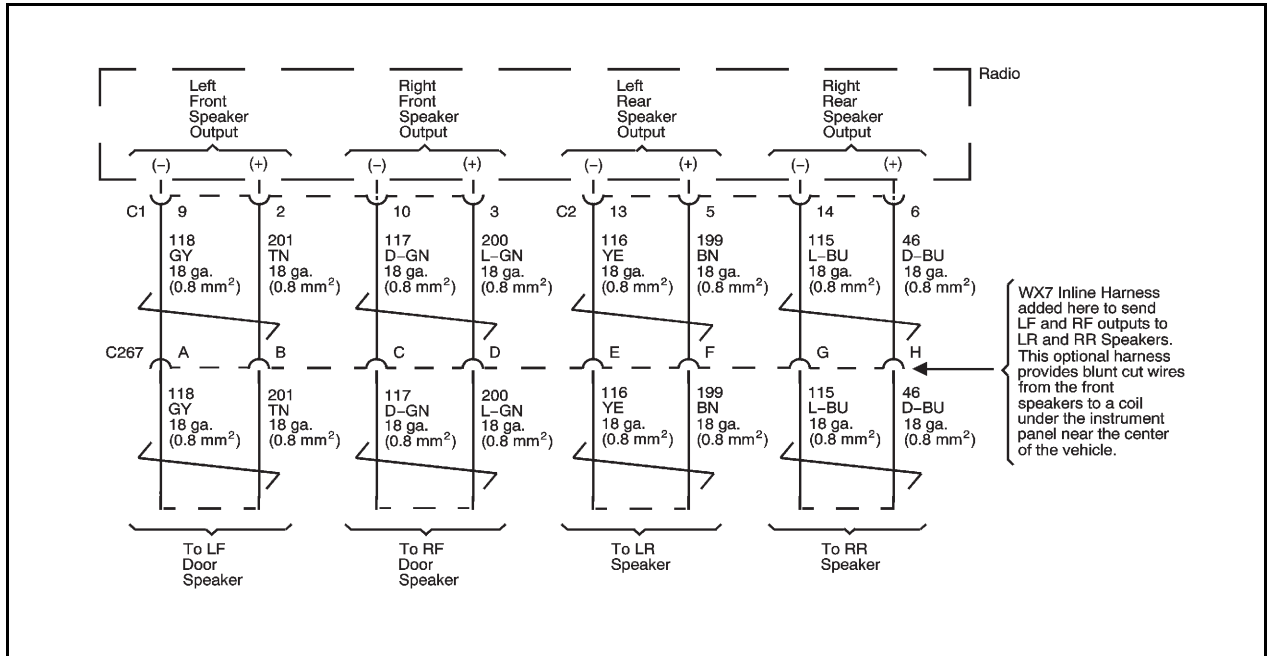 Radio
Left
Front
Speaker
Output
Right
Front
Speaker
Output
Left
Rear
Speaker
Output
Right
Rear
Speaker
Output
(−) (+) (−) (+) (−) (+) (−) (+)
C1 9 2 10 3 C2 13 5 14 6
118
GY
18 ga.
(0.8 mm²)
201
TN
18 ga.
(0.8 mm²)
117
D−GN
18 ga.
(0.8 mm²)
200
L−GN
18 ga.
(0.8 mm²)
116
YE
18 ga.
(0.8 mm²)
199
BN
18 ga.
(0.8 mm²)
115
L−BU
18 ga.
(0.8 mm²)
46
D−BU
18 ga.
(0.8 mm²)
WX7 Inline Harness
added here to send
LF and RF outputs to
LR and RR Speakers.
This optional harness
provides blunt cut wires
from the front
speakers to a coil
under the instrument
panel near the center
of the vehicle.
C267 A B C D E F G H
118
GY
18 ga.
(0.8 mm²)
201
TN
18 ga.
(0.8 mm²)
117
D−GN
18 ga.
(0.8 mm²)
200
L−GN
18 ga.
(0.8 mm²)
116
YE
18 ga.
(0.8 mm²)
199
BN
18 ga.
(0.8 mm²)
115
L−BU
18 ga.
(0.8 mm²)
46
D−BU
18 ga.
(0.8 mm²)
To LF
Door
Speaker
To RF
Door
Speaker
To LR
Speaker
To RR
Speaker